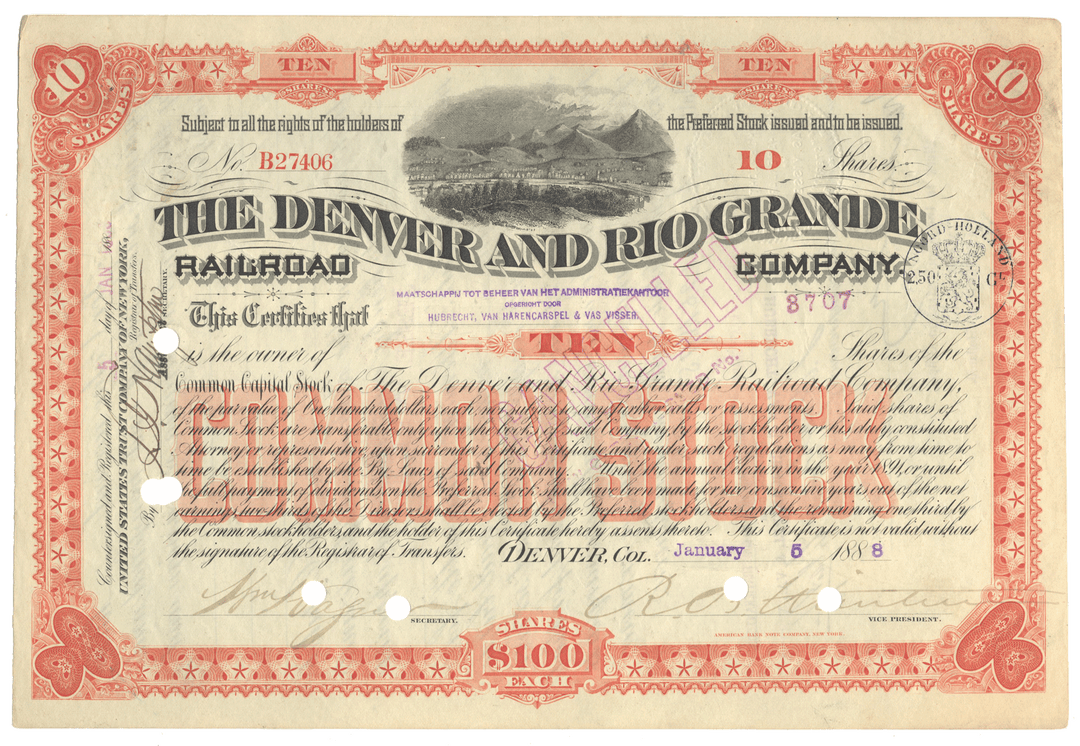 10 SHARES
TEN SHARES
TEN SHARES
10 SHARES
Subject to all the rights of the holders of the Preferred Stock issued and to be issued.
No. B27406
10 Shares.
THE DENVER AND RIO GRANDE
RAILROAD COMPANY.
NOORD-HOLLAND
250 C
MAATSCHAPPIJ TOT BEHEER VAN HET ADMINISTRATIEKANTOOR
OPGERICHT DOOR
HUBRECHT, VAN HARENCARSPEL & VAS VISSER.
8707
This Certifies that
is the owner of TEN Shares of the
Common Capital Stock of The Denver and Rio Grande Railroad Company,
of the par value of One hundred dollars each not subject to any further calls or assessments. Said shares of
Common Stock are transferable only upon the books of said Company by the stockholder or his duly constituted
Attorney or representative, upon surrender of this Certificate and under such regulations as may from time to
time be established by the By-Laws of said Company. Until the annual election in the year 1891, or until
the full payment of dividends on the Preferred Stock shall have been made for two consecutive years out of the net
earnings, two thirds of the Directors shall be elected by the Preferred stockholders and the remaining one third by
the Common stockholders, and the holder of this Certificate hereby assents thereto. This Certificate is not valid without
the signature of the Registrar of Transfers. DENVER, COL. January 5 1888
COMMON STOCK
CANCELLED
No.
Wm Wagner
SECRETARY.
VICE PRESIDENT.
AMERICAN BANK NOTE COMPANY, NEW YORK.
SHARES
$100
EACH
Countersigned and Registered this 5 day of JAN 188
UNITED STATES TRUST COMPANY OF NEW YORK,
Registrar of Transfers.
By
ASST SECRETARY.